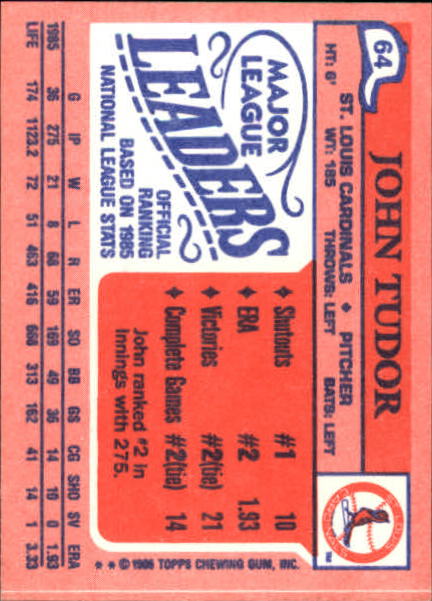 64
JOHN TUDOR
ST. LOUIS CARDINALS ♦ PITCHER
HT: 6' WT: 185 THROWS: LEFT BATS: LEFT
MAJOR
LEAGUE
LEADERS
OFFICIAL
RANKING
BASED ON 1985
NATIONAL LEAGUE STATS
♦ Shutouts #1 10
♦ ERA #2 1.93
♦ Victories #2(tie) 21
♦ Complete Games #2(tie) 14
John ranked #2 in
Innings with 275.
G IP W L R ER SO BB GS CG SHO SV ERA
1985 36 275 21 8 68 59 169 49 36 14 10 0 1.93
LIFE 174 1123.2 72 51 463 416 668 313 162 41 14 1 3.33
* * © 1986 TOPPS CHEWING GUM, INC.